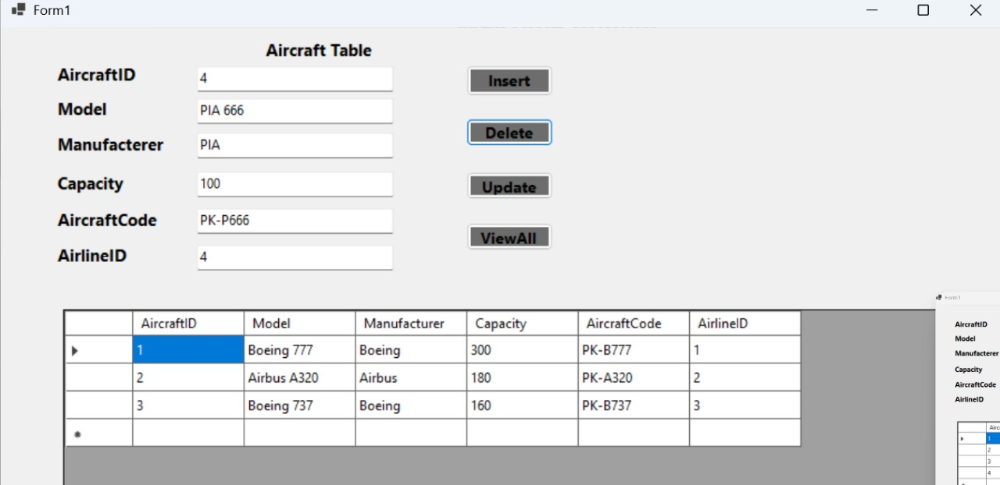 Form1
Aircraft Table
AircraftID 4 Insert
Model PIA 666
Manufacterer PIA Delete
Capacity 100 Update
AircraftCode PK-P666
ViewAll
AirlineID 4
AircraftID Model Manufacturer Capacity AircraftCode AirlineID
1 Boeing 777 Boeing 300 PK-B777 1
2 Airbus A320 Airbus 180 PK-A320 2
3 Boeing 737 Boeing 160 PK-B737 3
Form1
AircraftID
Model
Manufacterer
Capacity
AircraftCode
AirlineID
1
2
3
4